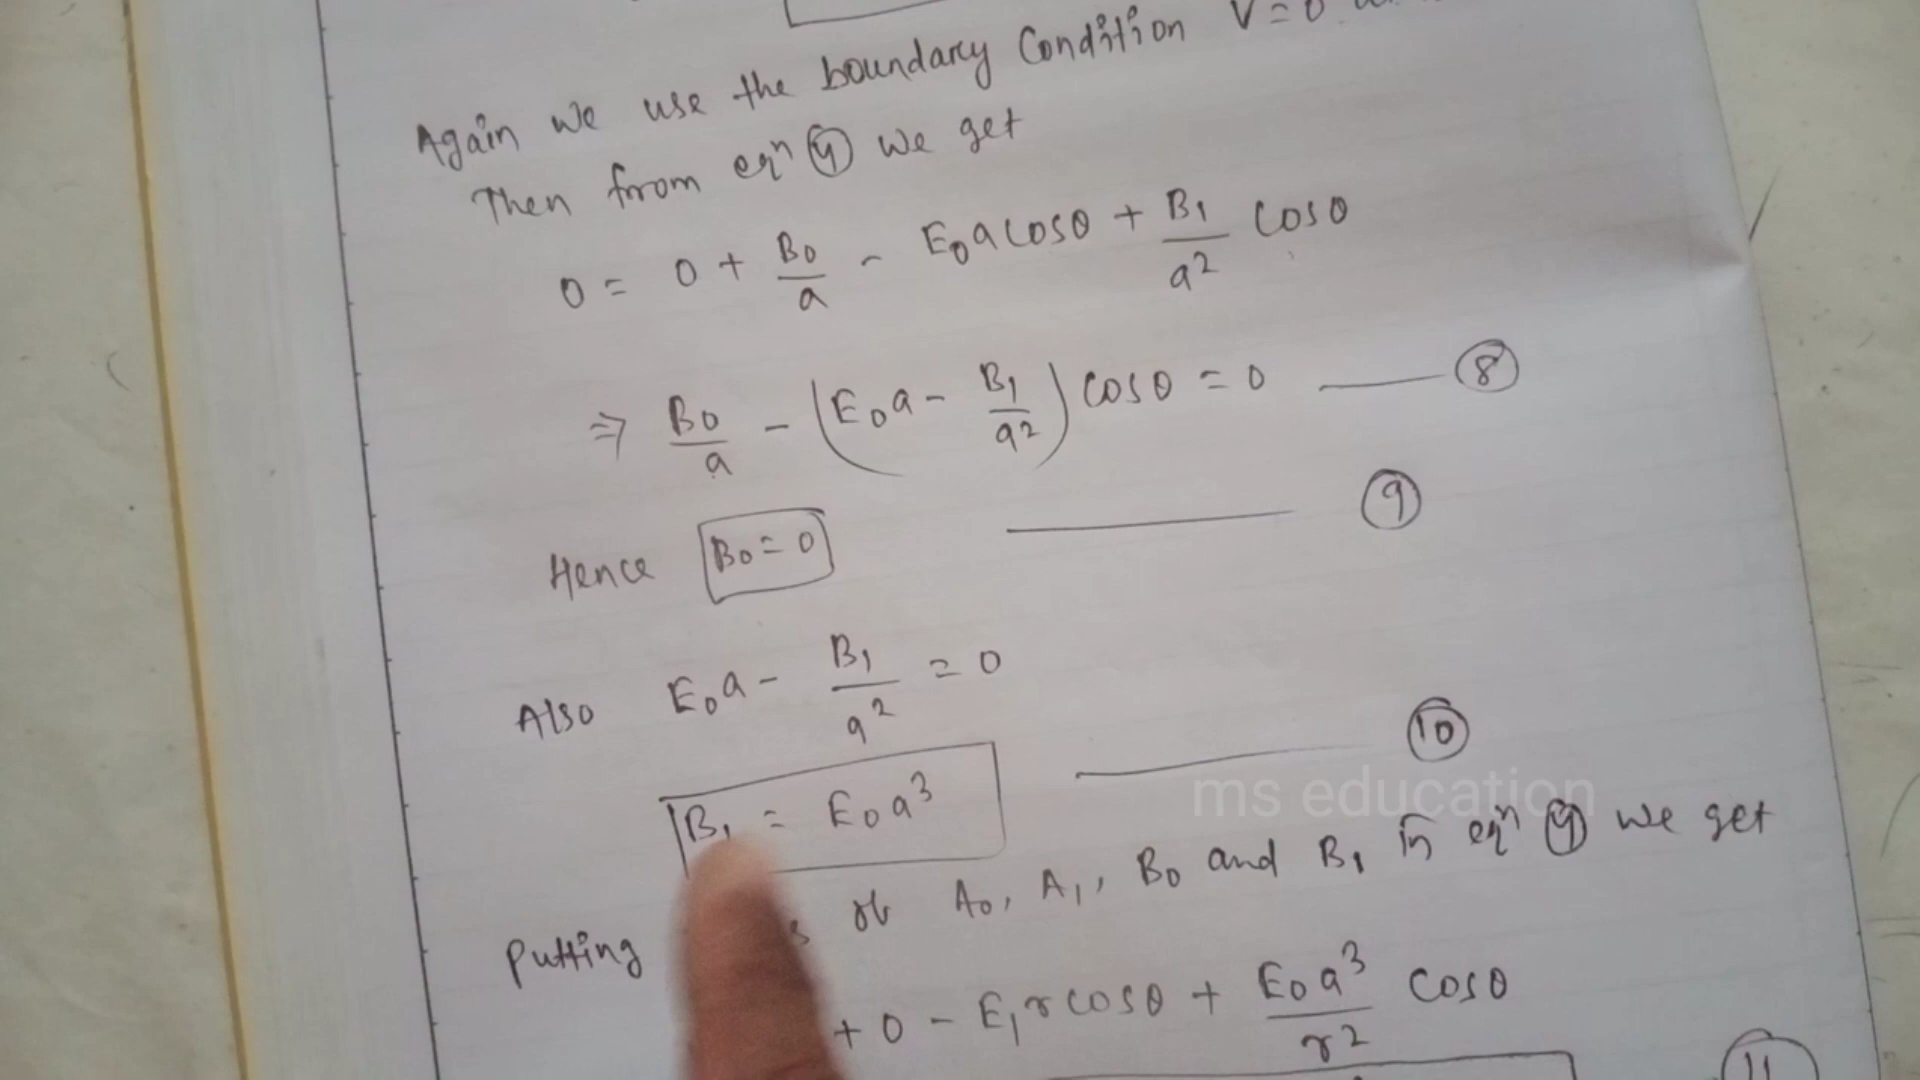 Again we use the boundary Condition V = 0
Then from eqn (4) we get
0 = 0 + B0/a - E0 a cosθ + B1/a² cosθ
⇒ B0/a - (E0a - B1/a²) cosθ = 0 —— (8)
Hence B0 = 0 —— (9)
Also E0a - B1/a² = 0
B1 = E0a³ —— (10)
ms education
Putting of A0, A1, B0 and B1 in eqn (4) we get
+ 0 - E1 r cosθ + E0a³/r² cosθ
(11)